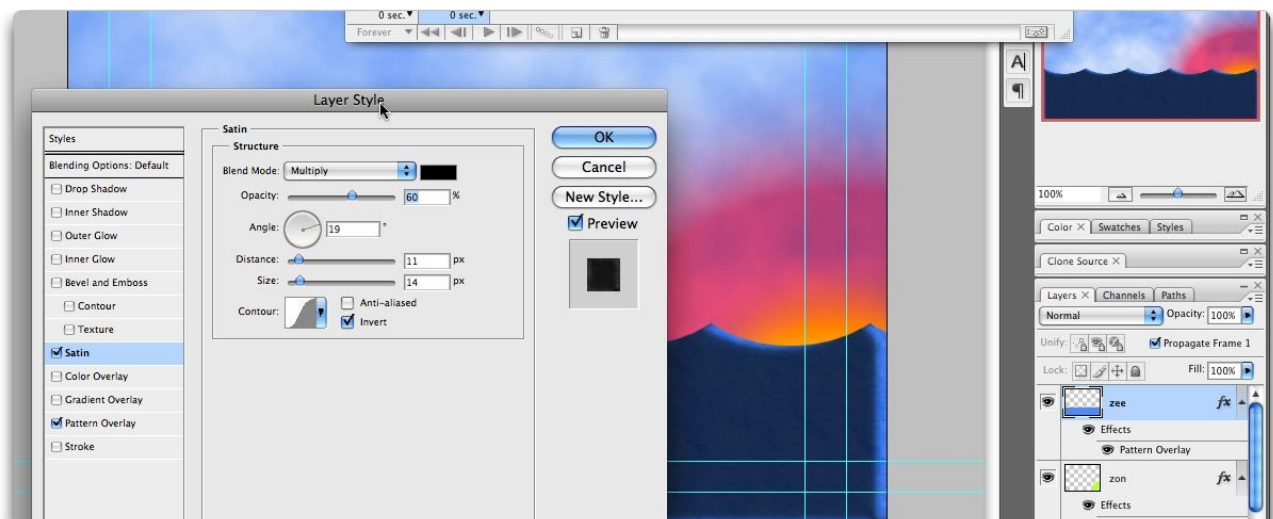 0 sec. 0 sec.
Forever
Layer Style
Styles
Blending Options: Default
Drop Shadow
Inner Shadow
Outer Glow
Inner Glow
Bevel and Emboss
Contour
Texture
Satin
Color Overlay
Gradient Overlay
Pattern Overlay
Stroke
Satin
Structure
Blend Mode: Multiply
Opacity: 60 %
Angle: 19 °
Distance: 11 px
Size: 14 px
Contour: Anti-aliased
Invert
OK
Cancel
New Style...
Preview
A
¶
100%
Color × Swatches Styles
Clone Source ×
Layers × Channels Paths
Normal Opacity: 100%
Unify: Propagate Frame 1
Lock: Fill: 100%
zee fx
Effects
Pattern Overlay
zon fx
Effects